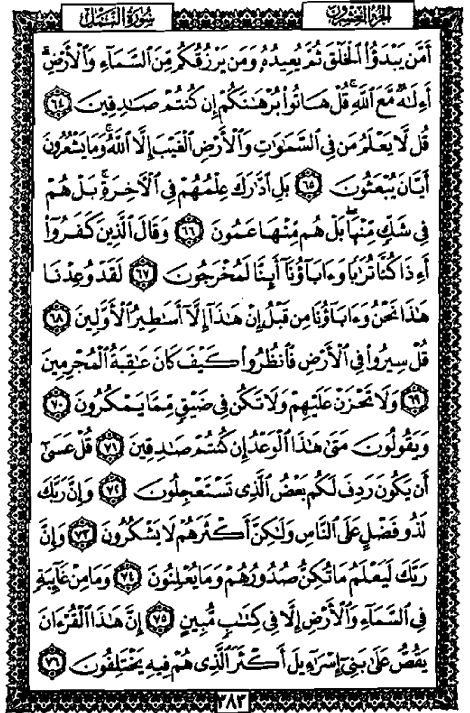 الجزء العشرون سورة النمل
أَمَّن يَبْدَؤُا۟ ٱلْخَلْقَ ثُمَّ يُعِيدُهُۥ وَمَن يَرْزُقُكُم مِّنَ ٱلسَّمَآءِ وَٱلْأَرْضِ ۗ
أَءِلَـٰهٌ مَّعَ ٱللَّهِ ۚ قُلْ هَاتُوا۟ بُرْهَـٰنَكُمْ إِن كُنتُمْ صَـٰدِقِينَ ٦٤
قُل لَّا يَعْلَمُ مَن فِى ٱلسَّمَـٰوَٰتِ وَٱلْأَرْضِ ٱلْغَيْبَ إِلَّا ٱللَّهُ ۚ وَمَا يَشْعُرُونَ
أَيَّانَ يُبْعَثُونَ ٦٥ بَلِ ٱدَّٰرَكَ عِلْمُهُمْ فِى ٱلْـَٔاخِرَةِ ۚ بَلْ هُمْ
فِى شَكٍّ مِّنْهَا ۖ بَلْ هُم مِّنْهَا عَمُونَ ٦٦ وَقَالَ ٱلَّذِينَ كَفَرُوٓا۟
أَءِذَا كُنَّا تُرَٰبًا وَءَابَآؤُنَآ أَئِنَّا لَمُخْرَجُونَ ٦٧ لَقَدْ وُعِدْنَا
هَـٰذَا نَحْنُ وَءَابَآؤُنَا مِن قَبْلُ إِنْ هَـٰذَآ إِلَّآ أَسَـٰطِيرُ ٱلْأَوَّلِينَ ٦٨
قُلْ سِيرُوا۟ فِى ٱلْأَرْضِ فَٱنظُرُوا۟ كَيْفَ كَانَ عَـٰقِبَةُ ٱلْمُجْرِمِينَ
٦٩ وَلَا تَحْزَنْ عَلَيْهِمْ وَلَا تَكُن فِى ضَيْقٍ مِّمَّا يَمْكُرُونَ ٧٠
وَيَقُولُونَ مَتَىٰ هَـٰذَا ٱلْوَعْدُ إِن كُنتُمْ صَـٰدِقِينَ ٧١ قُلْ عَسَىٰٓ
أَن يَكُونَ رَدِفَ لَكُم بَعْضُ ٱلَّذِى تَسْتَعْجِلُونَ ٧٢ وَإِنَّ رَبَّكَ
لَذُو فَضْلٍ عَلَى ٱلنَّاسِ وَلَـٰكِنَّ أَكْثَرَهُمْ لَا يَشْكُرُونَ ٧٣ وَإِنَّ
رَبَّكَ لَيَعْلَمُ مَا تُكِنُّ صُدُورُهُمْ وَمَا يُعْلِنُونَ ٧٤ وَمَا مِنْ غَآئِبَةٍ
فِى ٱلسَّمَآءِ وَٱلْأَرْضِ إِلَّا فِى كِتَـٰبٍ مُّبِينٍ ٧٥ إِنَّ هَـٰذَا ٱلْقُرْءَانَ
يَقُصُّ عَلَىٰ بَنِىٓ إِسْرَٰٓءِيلَ أَكْثَرَ ٱلَّذِى هُمْ فِيهِ يَخْتَلِفُونَ ٧٦
٣٨٣